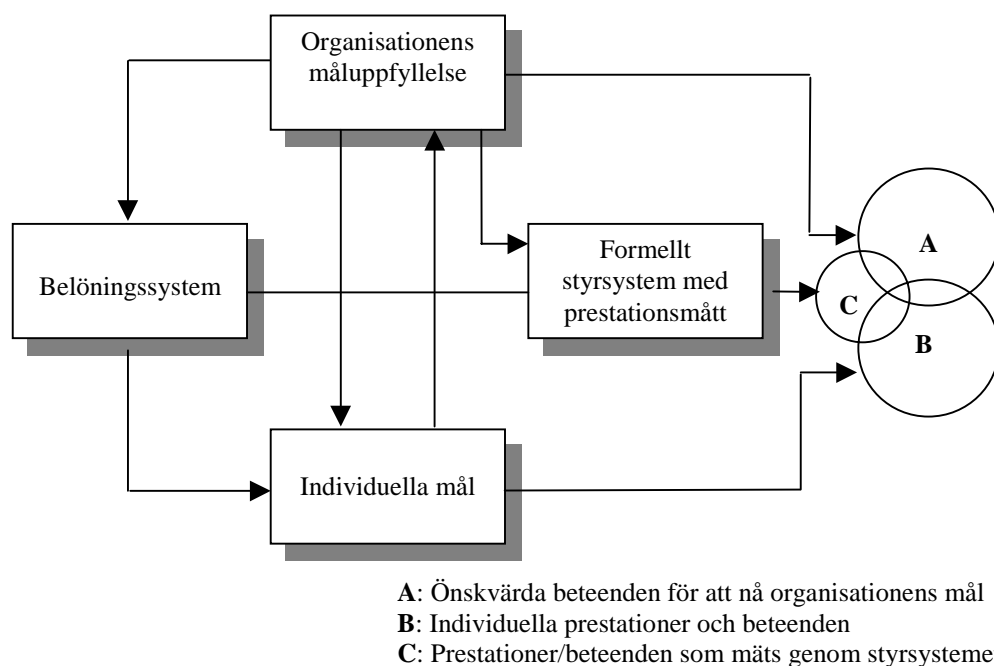 Organisationens
måluppfyllelse
Belöningssystem
Formellt
styrsystem med
prestationsmått
A
C
B
Individuella mål
A: Önskvärda beteenden för att nå organisationens mål
B: Individuella prestationer och beteenden
C: Prestationer/beteenden som mäts genom styrsysteme